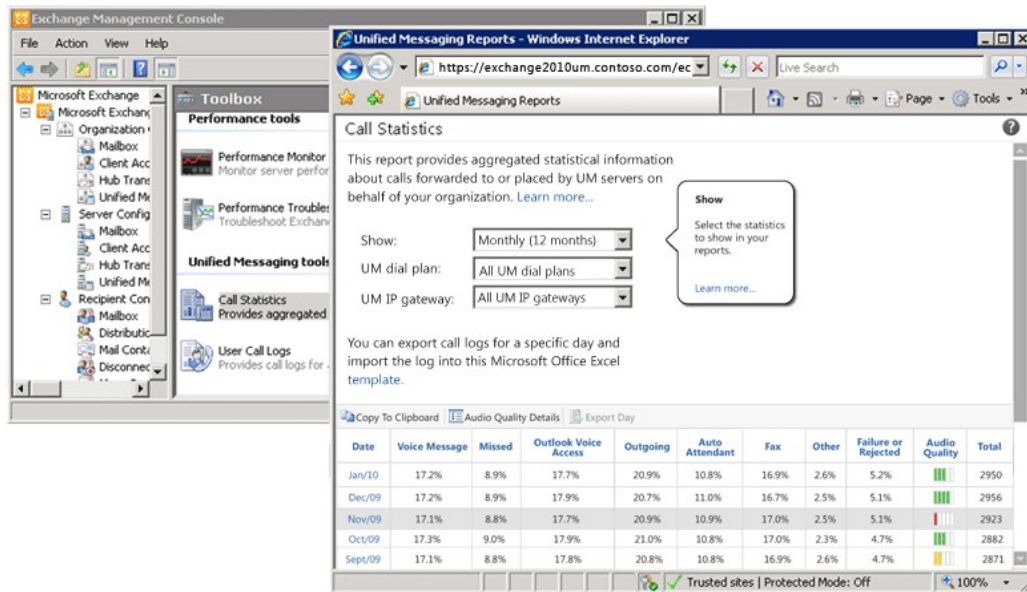 Exchange Management Console
File Action View Help
Microsoft Exchange
Microsoft Exchang
Organization
Mailbox
Client Acc
Hub Trans
Unified Me
Server Config
Mailbox
Client Acc
Hub Trans
Unified Me
Recipient Con
Mailbox
Distributic
Mail Conta
Disconnec
Toolbox
Performance tools
Performance Monitor
Monitor server perfor
Performance Troubles
Troubleshoot Exchan
Unified Messaging tools
Call Statistics
Provides aggregated
User Call Logs
Provides call logs for
Unified Messaging Reports - Windows Internet Explorer
https://exchange2010um.contoso.com/ec
Live Search
Unified Messaging Reports
Page Tools »
Call Statistics
This report provides aggregated statistical information
about calls forwarded to or placed by UM servers on
behalf of your organization. Learn more...
Show: Monthly (12 months)
UM dial plan: All UM dial plans
UM IP gateway: All UM IP gateways
Show
Select the statistics
to show in your
reports.
Learn more...
You can export call logs for a specific day and
import the log into this Microsoft Office Excel
template.
Copy To Clipboard Audio Quality Details Export Day
Date Voice Message Missed Outlook Voice Access Outgoing Auto Attendant Fax Other Failure or Rejected Audio Quality Total
Jan/10 17.2% 8.9% 17.7% 20.9% 10.8% 16.9% 2.6% 5.2% 2950
Dec/09 17.2% 8.9% 17.9% 20.7% 11.0% 16.7% 2.5% 5.1% 2956
Nov/09 17.1% 8.8% 17.7% 20.9% 10.9% 17.0% 2.5% 5.1% 2923
Oct/09 17.3% 9.0% 17.9% 21.0% 10.8% 17.0% 2.3% 4.7% 2882
Sept/09 17.1% 8.8% 17.8% 20.8% 10.8% 16.9% 2.6% 4.7% 2871
Trusted sites | Protected Mode: Off 100%